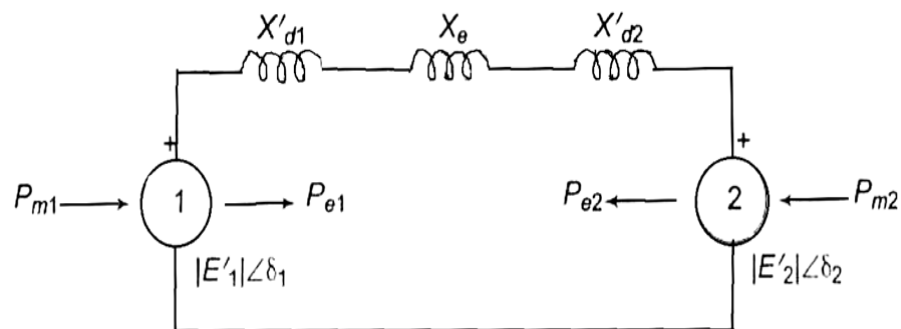 X′d1 Xe X′d2
+ +
Pm1 1 Pe1 Pe2 2 Pm2
|E′1|∠δ1 |E′2|∠δ2